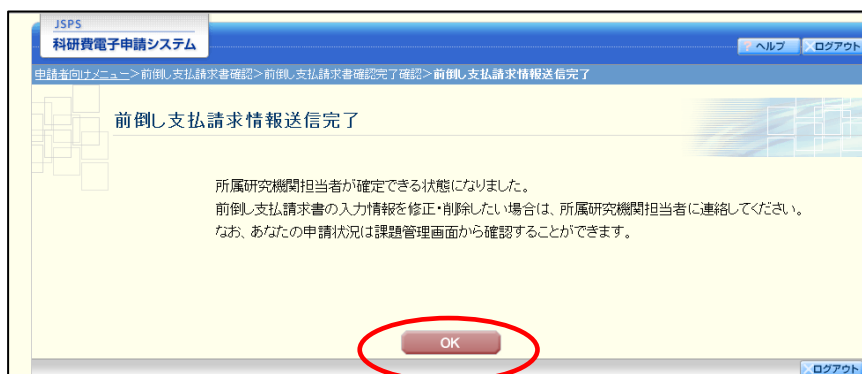 JSPS
科研費電子申請システム
ヘルプ
ログアウト
申請者向けメニュー>前倒し支払請求書確認>前倒し支払請求書確認完了確認>前倒し支払請求情報送信完了
前倒し支払請求情報送信完了
所属研究機関担当者が確定できる状態になりました。
前倒し支払請求書の入力情報を修正・削除したい場合は、所属研究機関担当者に連絡してください。
なお、あなたの申請状況は課題管理画面から確認することができます。
OK
ログアウト